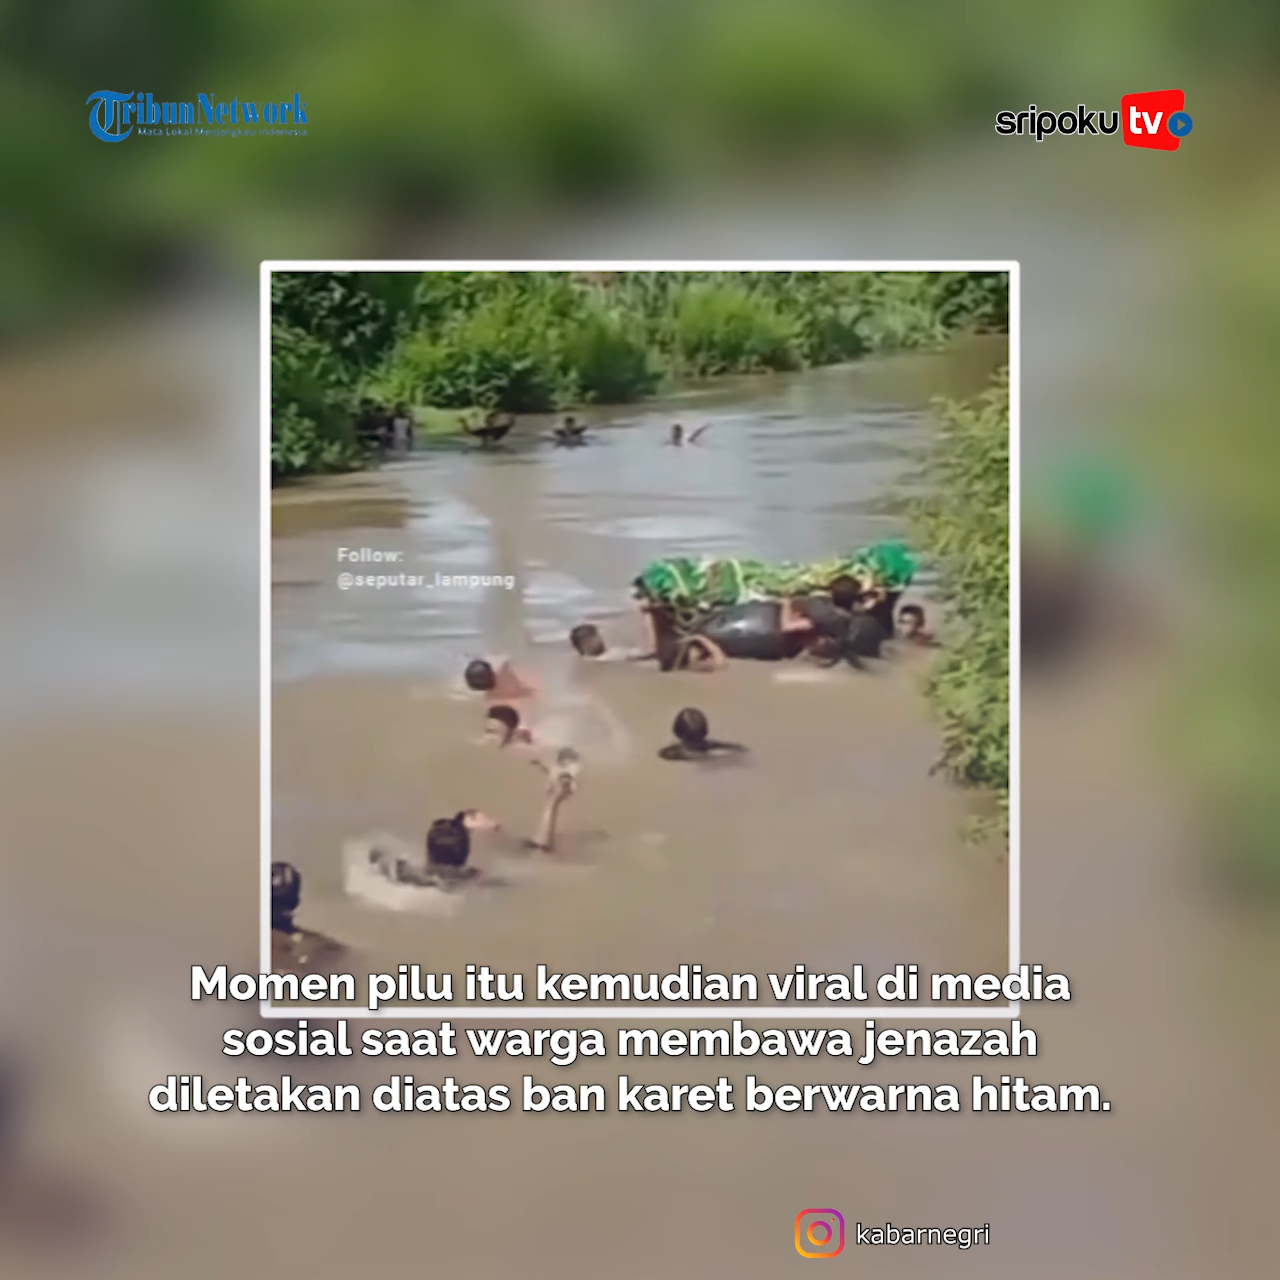 TribunNetwork
Mata Lokal Menjangkau Indonesia
sripoku tv
Follow:
@seputar_lampung
Momen pilu itu kemudian viral di media
sosial saat warga membawa jenazah
diletakan diatas ban karet berwarna hitam.
kabarnegri